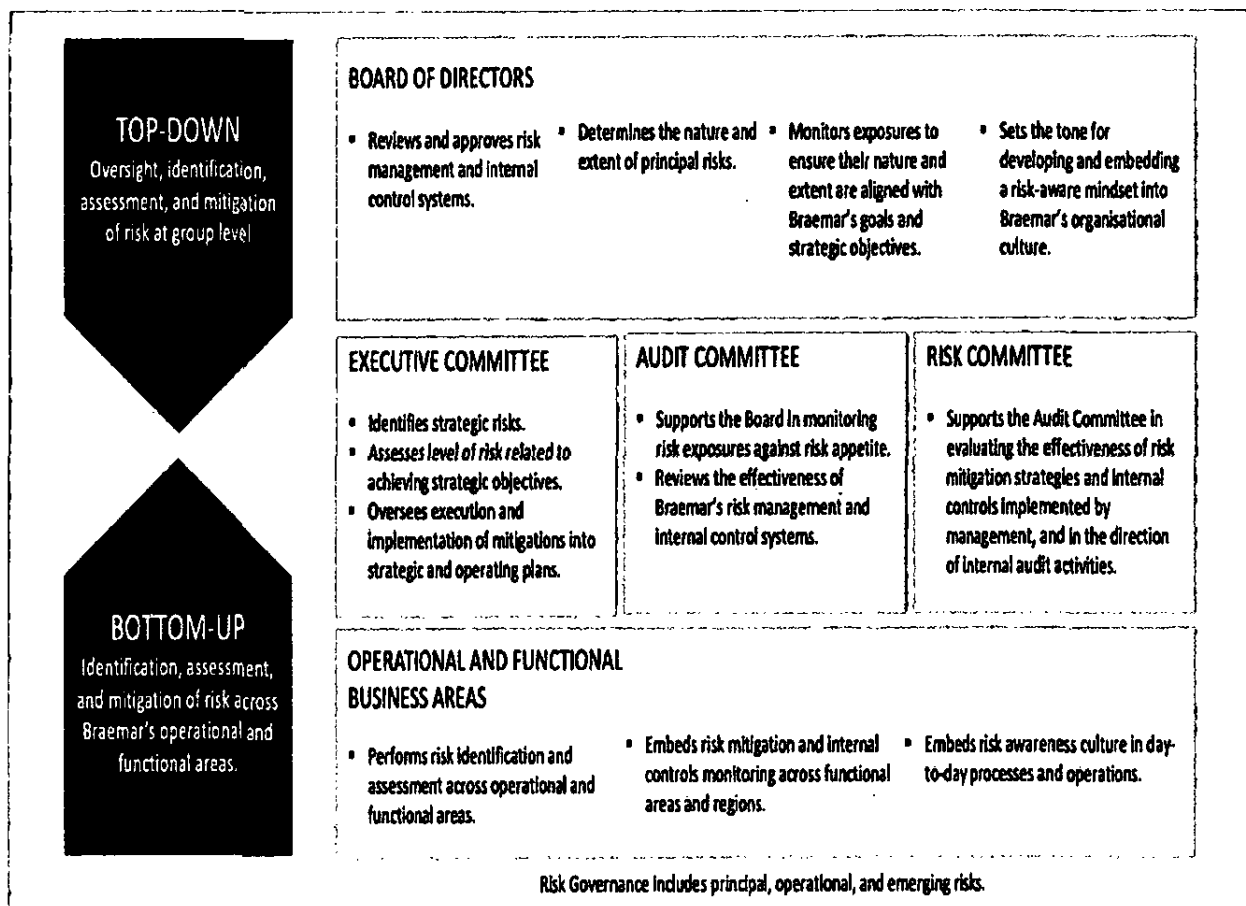 TOP-DOWN
Oversight, identification,
assessment, and mitigation
of risk at group level
BOARD OF DIRECTORS
▪ Reviews and approves risk
management and internal
control systems.
▪ Determines the nature and
extent of principal risks.
▪ Monitors exposures to
ensure their nature and
extent are aligned with
Braemar's goals and
strategic objectives.
▪ Sets the tone for
developing and embedding
a risk-aware mindset into
Braemar's organisational
culture.
EXECUTIVE COMMITTEE
▪ Identifies strategic risks.
▪ Assesses level of risk related to
achieving strategic objectives.
▪ Oversees execution and
implementation of mitigations into
strategic and operating plans.
AUDIT COMMITTEE
▪ Supports the Board in monitoring
risk exposures against risk appetite.
▪ Reviews the effectiveness of
Braemar's risk management and
internal control systems.
RISK COMMITTEE
▪ Supports the Audit Committee in
evaluating the effectiveness of risk
mitigation strategies and internal
controls implemented by
management, and in the direction
of internal audit activities.
BOTTOM-UP
Identification, assessment,
and mitigation of risk across
Braemar's operational and
functional areas.
OPERATIONAL AND FUNCTIONAL
BUSINESS AREAS
▪ Performs risk identification and
assessment across operational and
functional areas.
▪ Embeds risk mitigation and internal
controls monitoring across functional
areas and regions.
▪ Embeds risk awareness culture in day-
to-day processes and operations.
Risk Governance includes principal, operational, and emerging risks.